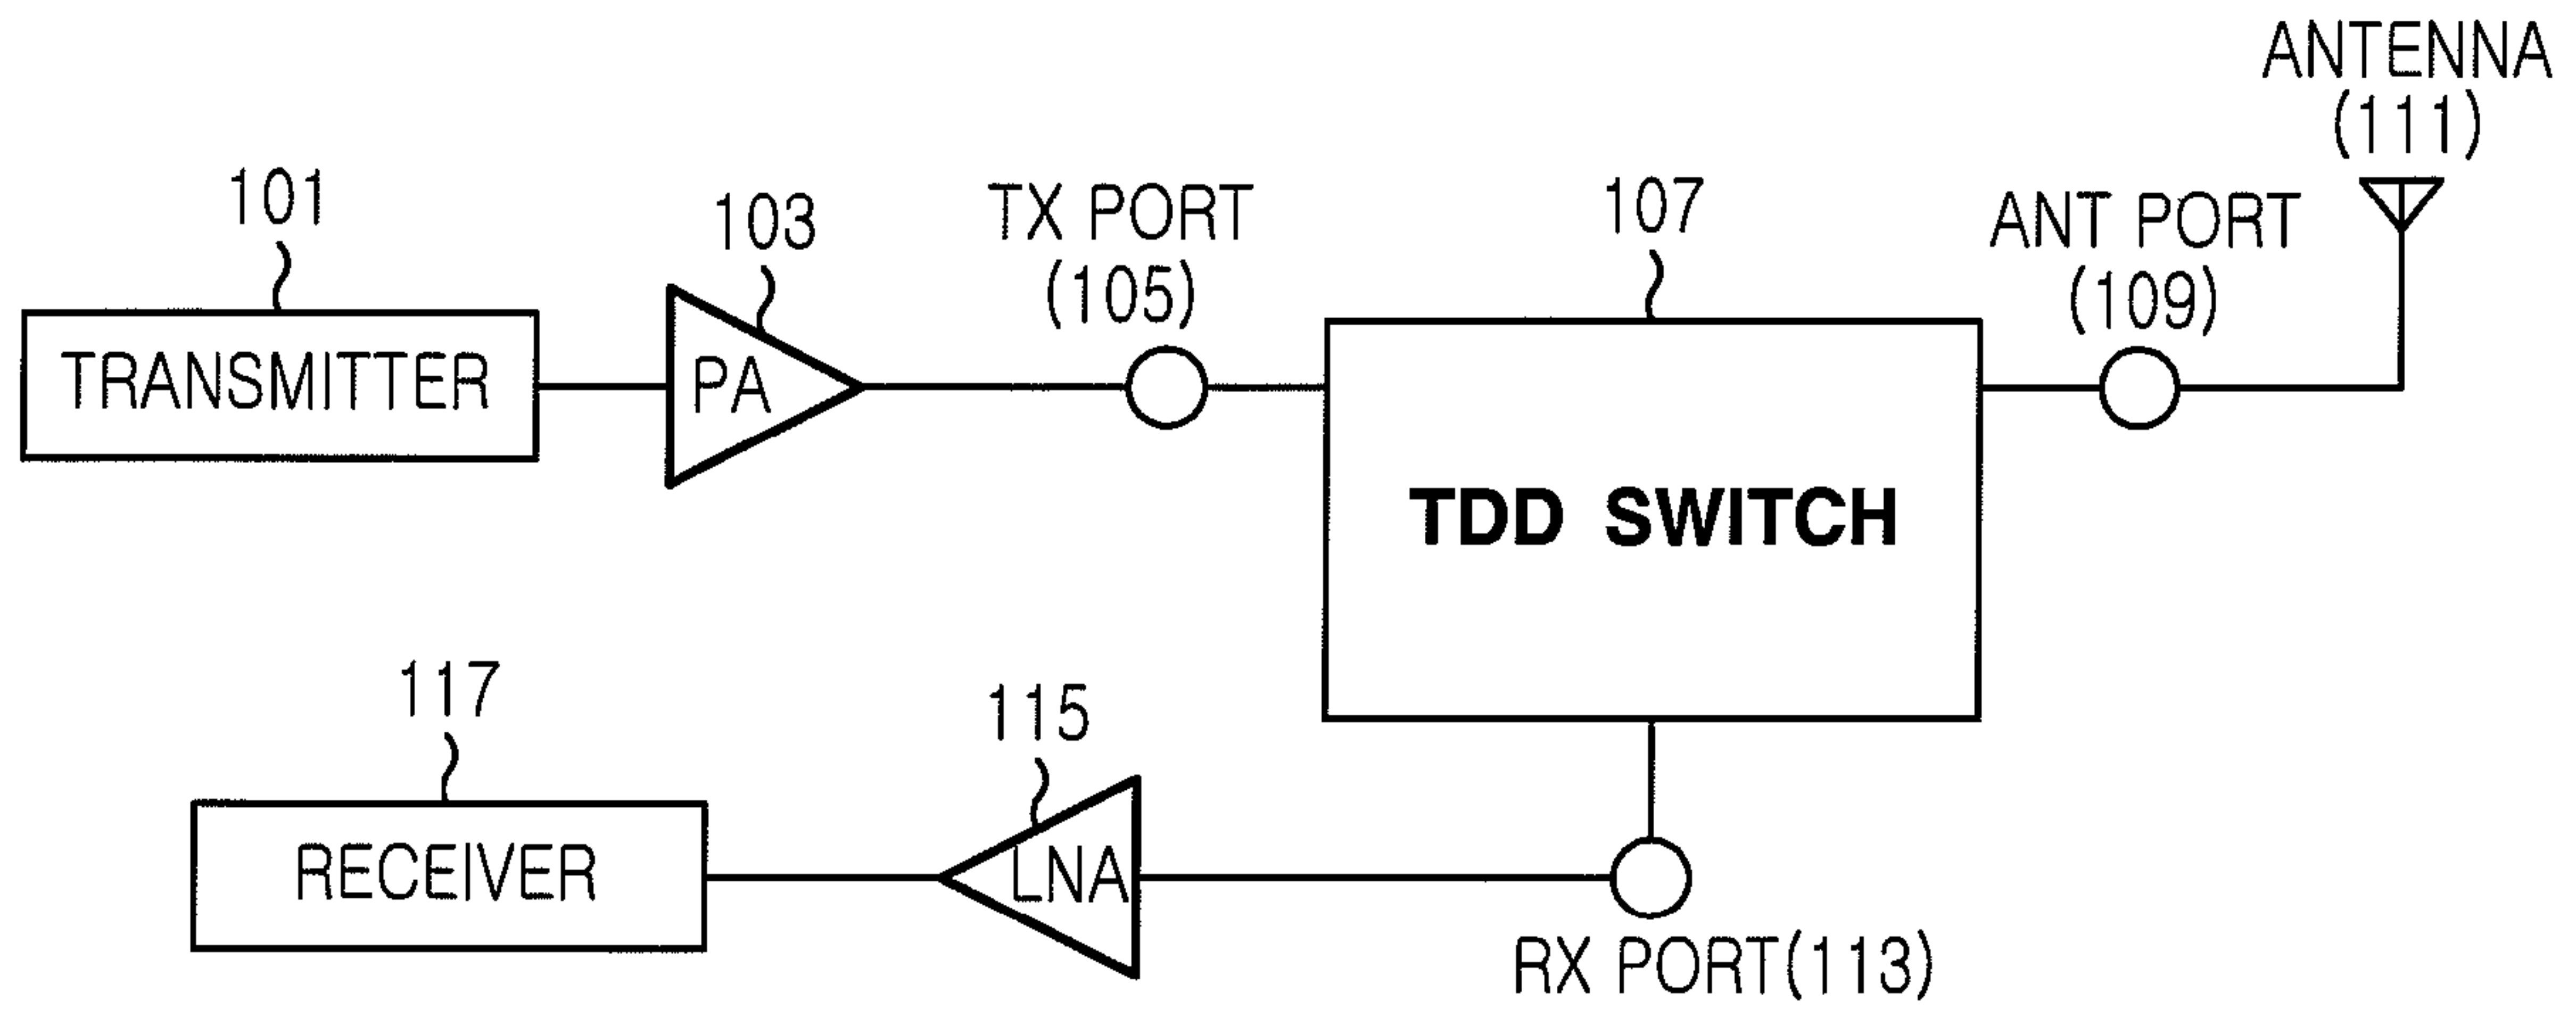 ANTENNA
(111)
101
103
TX PORT
(105)
107
ANT PORT
(109)
TRANSMITTER
PA
TDD SWITCH
117
115
RECEIVER
LNA
RX PORT(113)